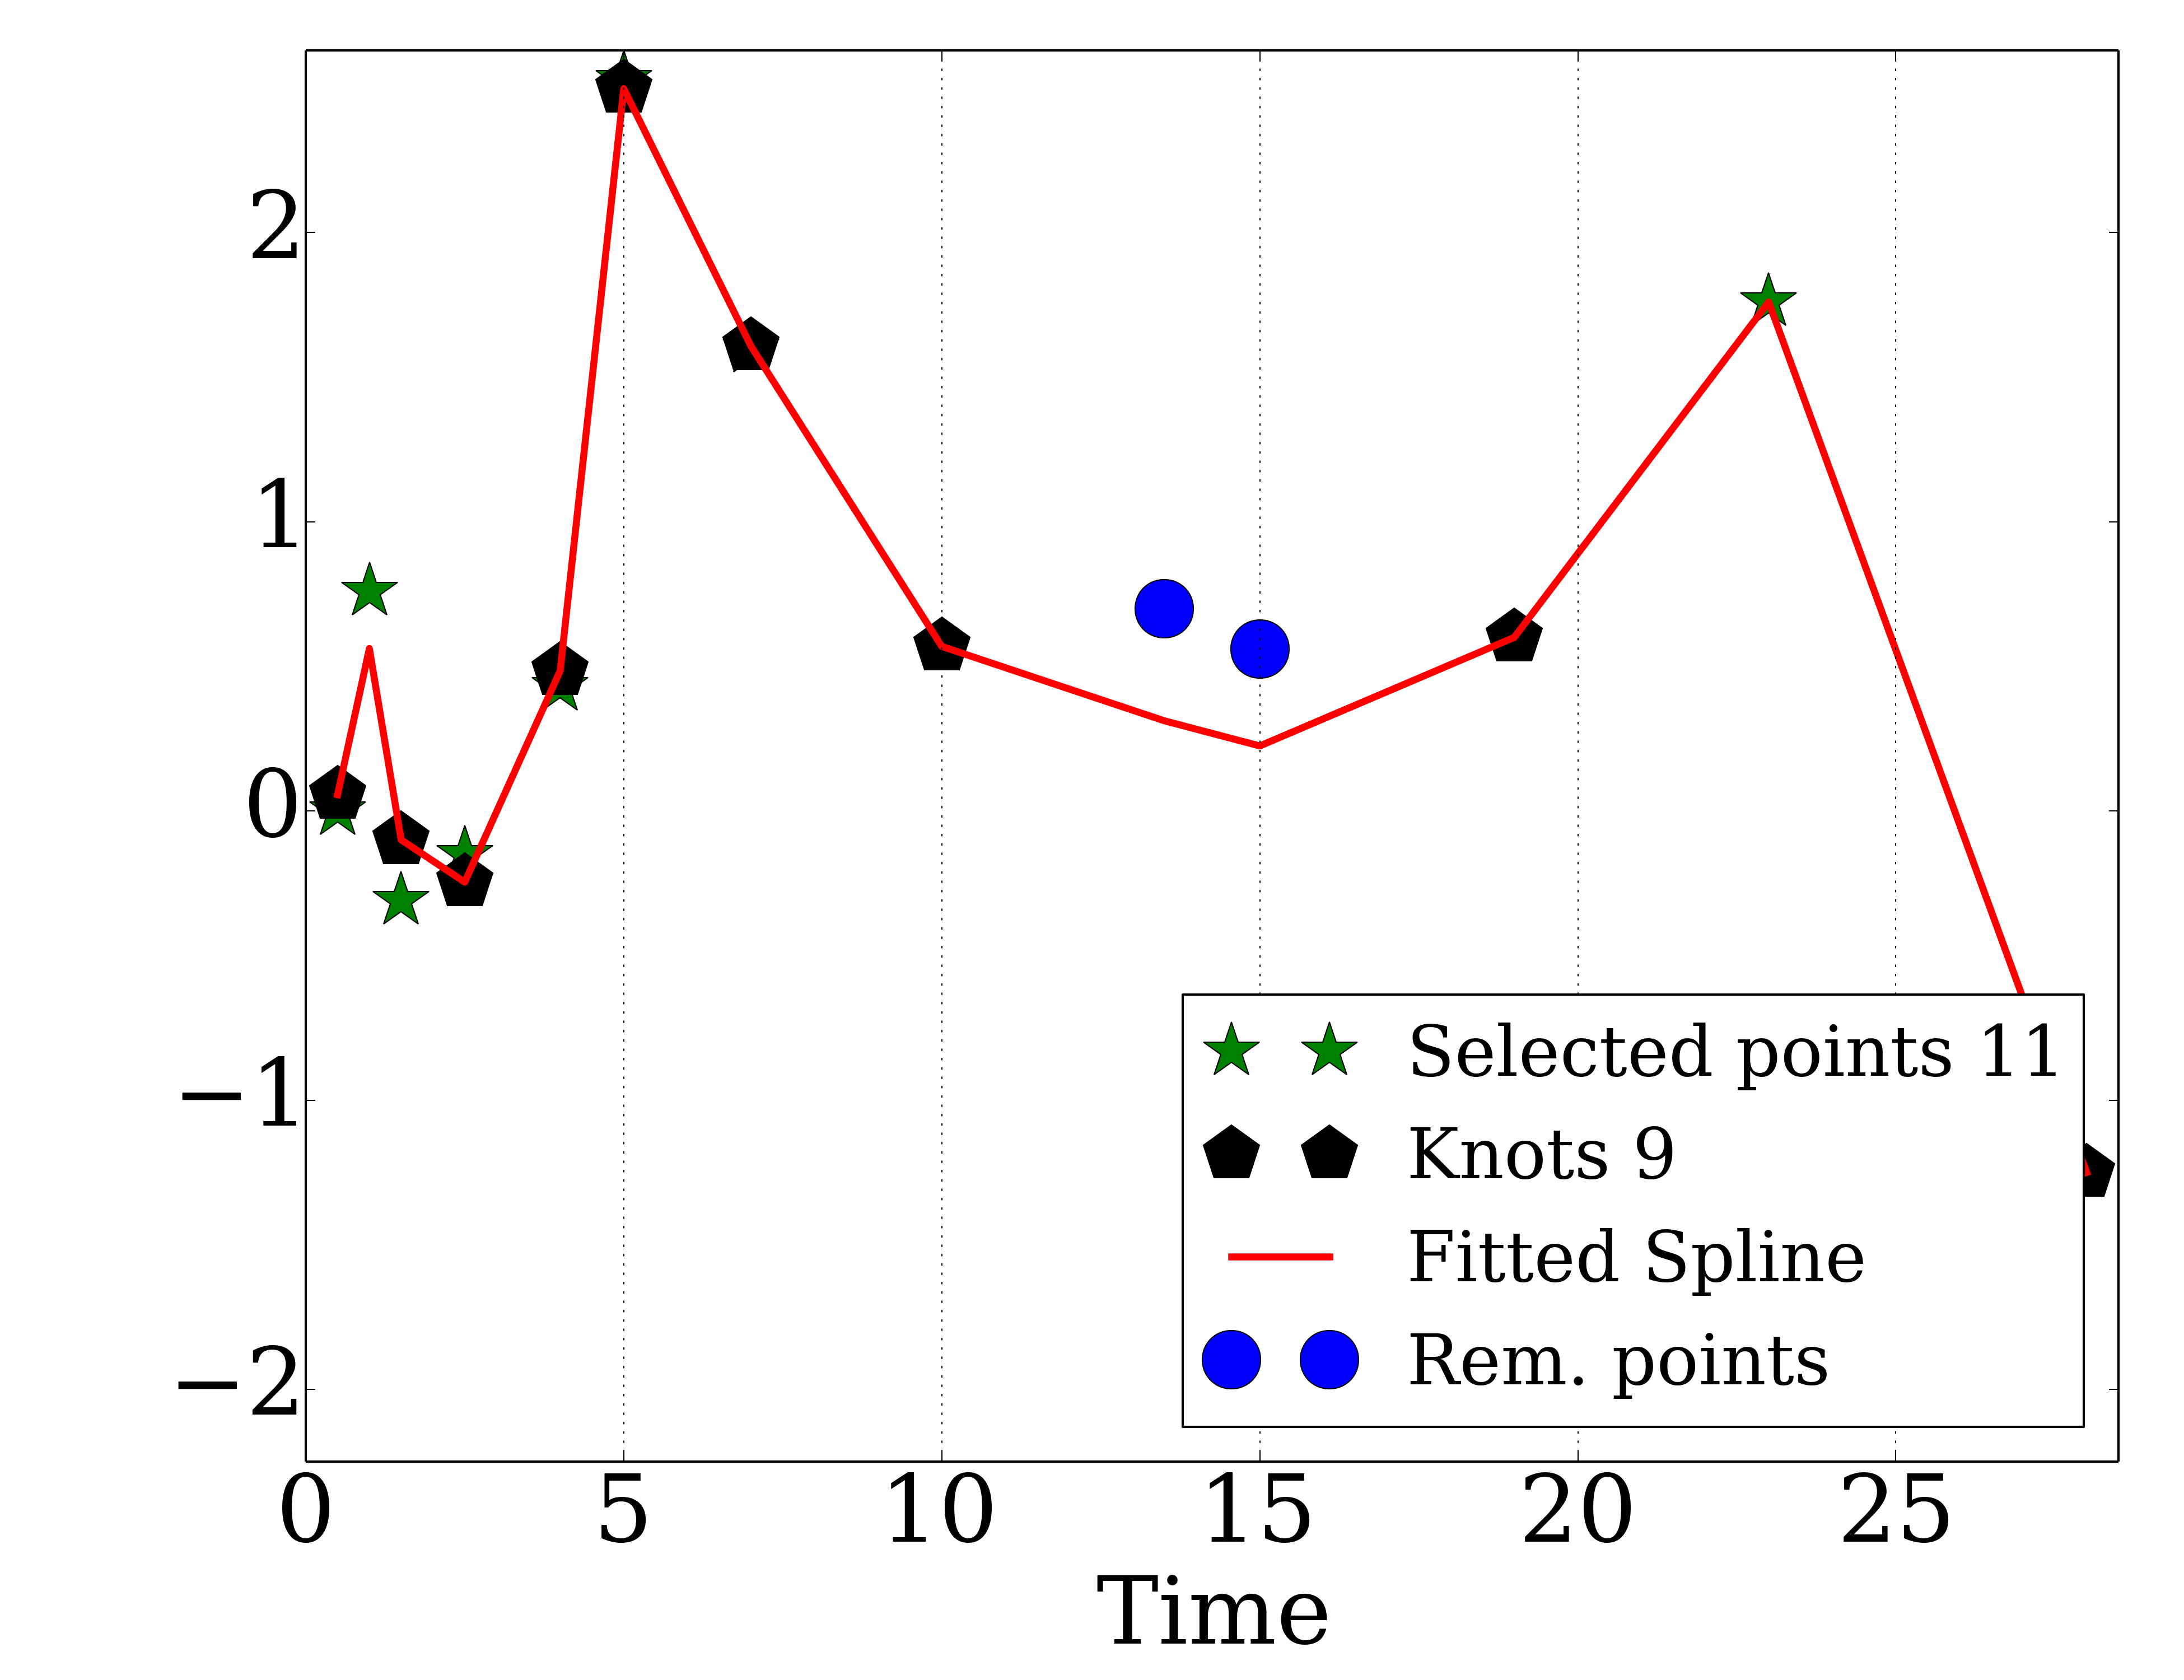 2
1
0
−1
−2
Selected points 11
Knots 9
Fitted Spline
Rem. points
0 5 10 15 20 25
Time